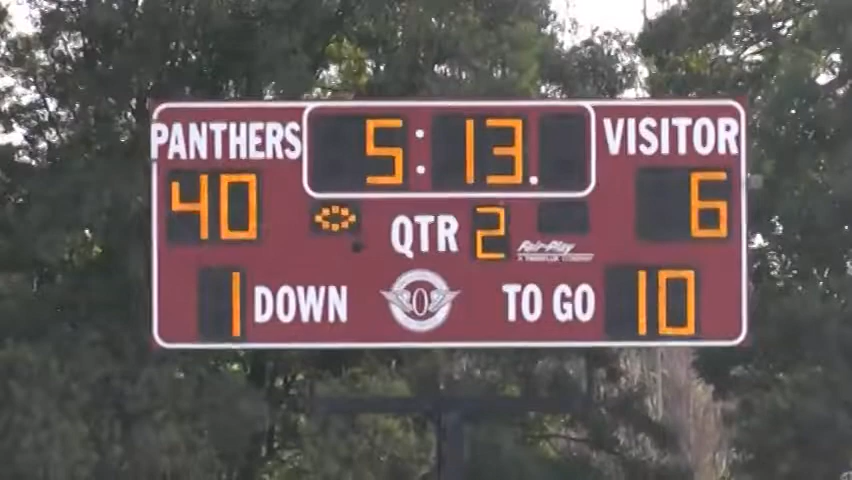 PANTHERS 5:13. VISITOR
40 QTR 2 6
Fair-Play
1 DOWN TO GO 10